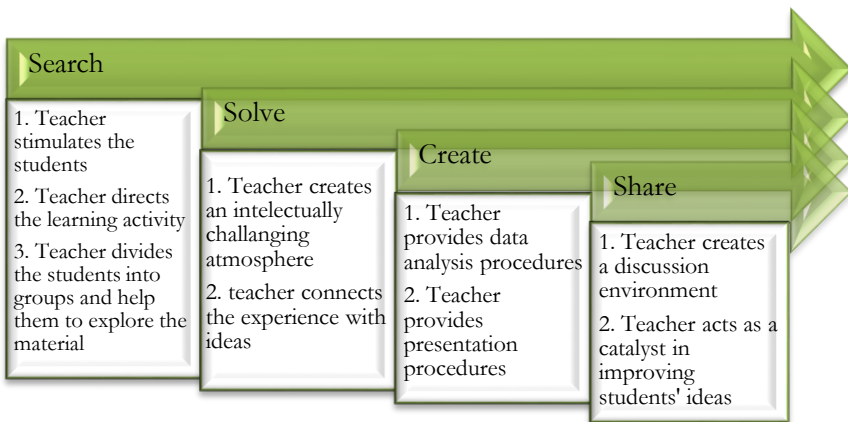 Search
1. Teacher
stimulates the
students
2. Teacher directs
the learning activity
3. Teacher divides
the students into
groups and help
them to explore the
material
Solve
1. Teacher creates
an intelectually
challanging
atmosphere
2. teacher connects
the experience with
ideas
Create
1. Teacher
provides data
analysis procedures
2. Teacher
provides
presentation
procedures
Share
1. Teacher creates
a discussion
environment
2. Teacher acts as a
catalyst in
improving
students' ideas